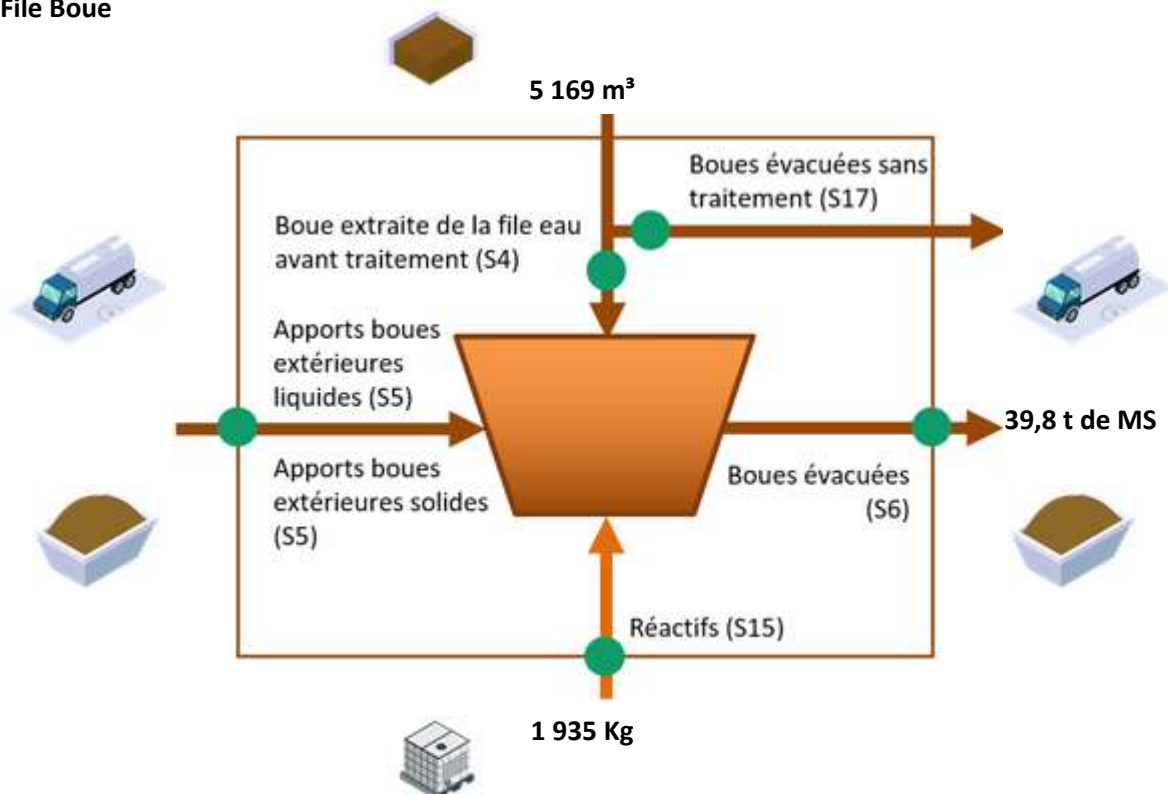 File Boue
5 169 m³
Boues évacuées sans
traitement (S17)
Boue extraite de la file eau
avant traitement (S4)
Apports boues
extérieures
liquides (S5)
39,8 t de MS
Apports boues
extérieures solides
(S5)
Boues évacuées
(S6)
Réactifs (S15)
1 935 Kg